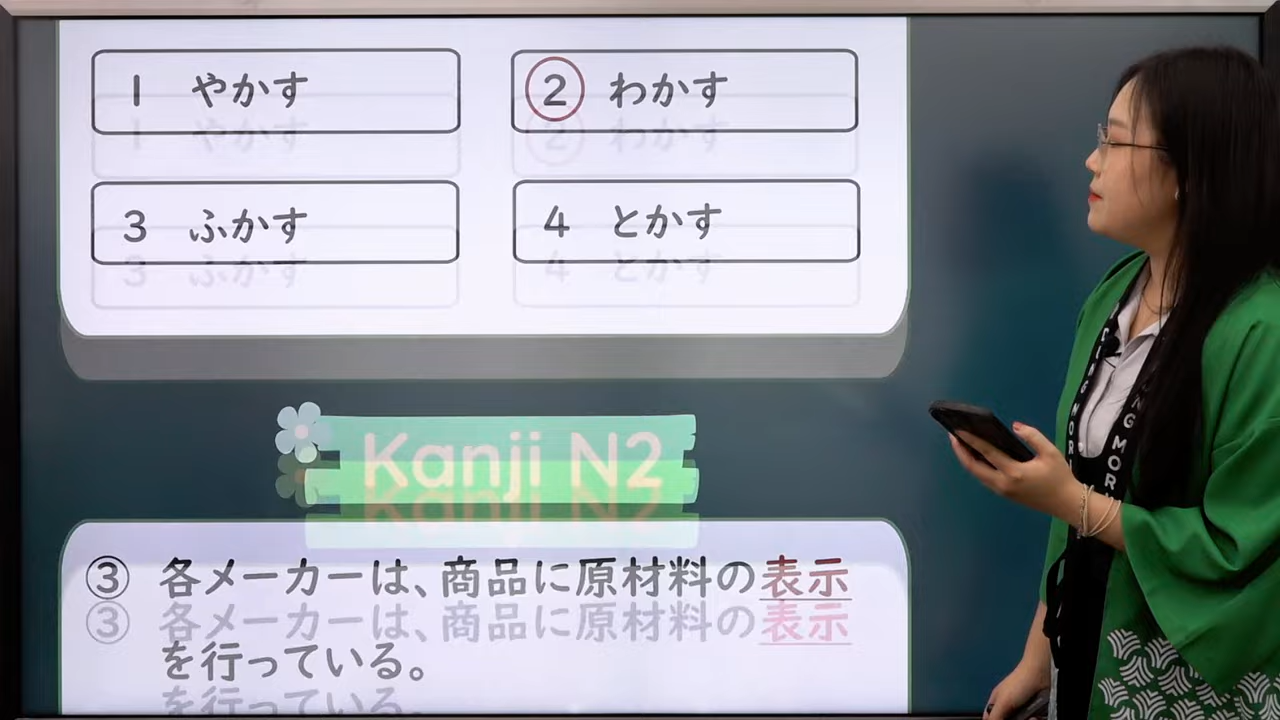 1 やかす
② わかす
3 ふかす
4 とかす
Kanji N2
③ 各メーカーは、商品に原材料の表示
を行っている。